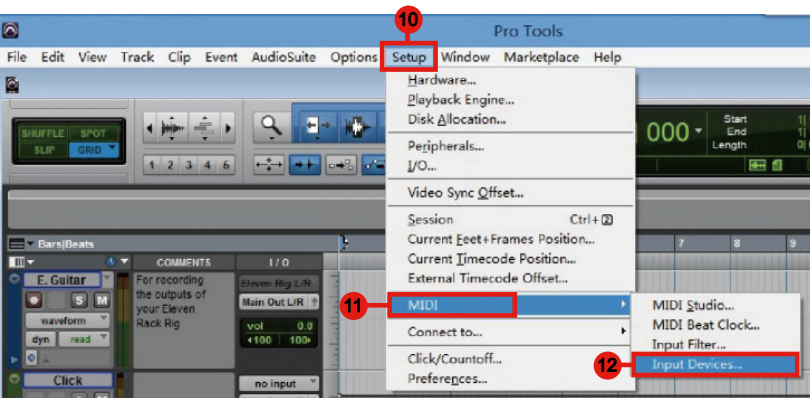 10
Pro Tools
File Edit View Track Clip Event AudioSuite Options Setup Window Marketplace Help
Hardware...
Playback Engine...
Disk Allocation...
Peripherals...
I/O...
Video Sync Offset...
Session Ctrl+2
Current Feet+Frames Position...
Current Timecode Position...
External Timecode Offset...
11
MIDI
Connect to...
Click/Countoff...
Preferences...
MIDI Studio...
MIDI Beat Clock...
Input Filter...
12
Input Devices...
SHUFFLE SPOT
SLIP GRID
1 2 3 4 5
000
Start
End
Length
Bars|Beats
7 8 9
COMMENTS I / O
E. Guitar
S M
waveform
dyn read
For recording
the outputs of
your Eleven
Rack Rig
Eleven Rig L/R
Main Out L/R
vol 0.0
100 100
Click
no input